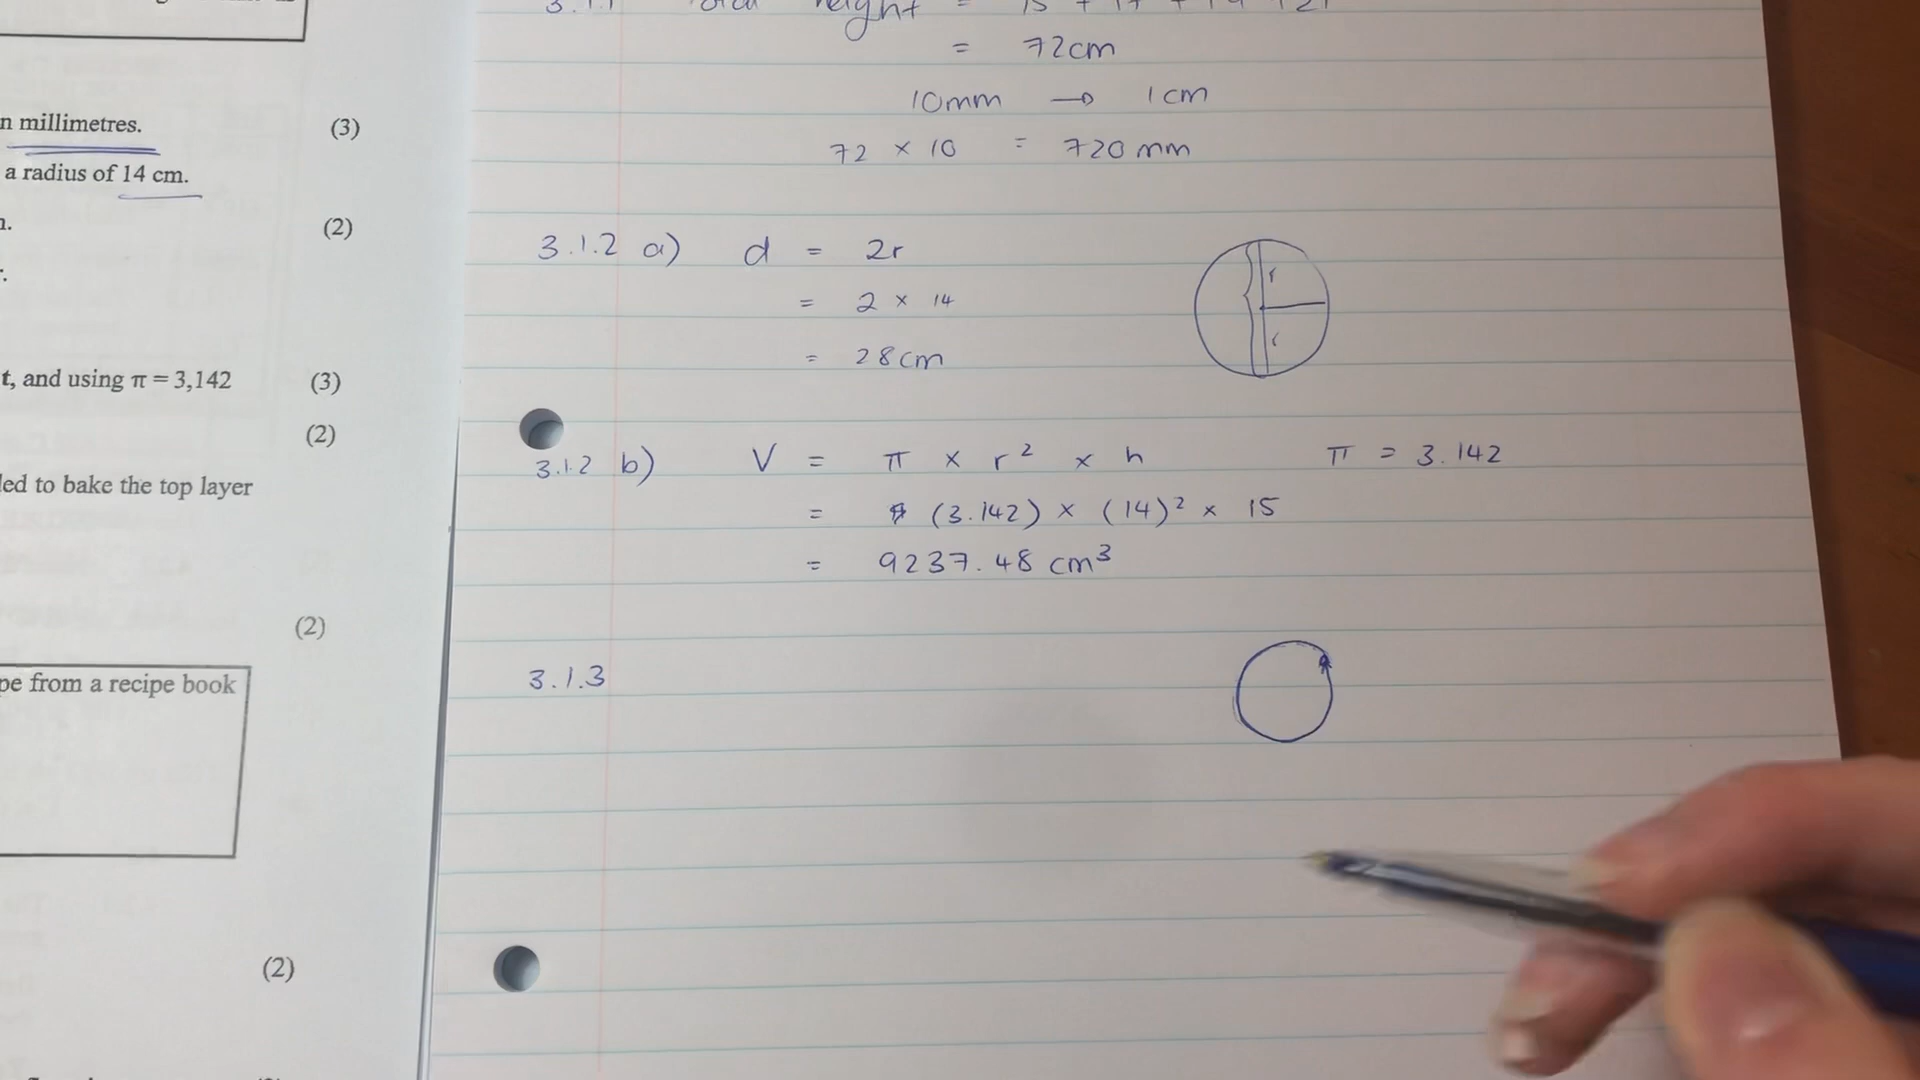 n millimetres. (3)
a radius of 14 cm.
(2)
t, and using π = 3,142 (3)
(2)
led to bake the top layer
(2)
pe from a recipe book
(2)
height =
= 72cm
10mm → 1cm
72 × 10 = 720 mm
3.1.2 a) d = 2r
= 2 × 14
= 28cm
r
r
3.1.2 b) V = π × r² × h π = 3.142
= (3.142) × (14)² × 15
= 9237.48 cm³
3.1.3